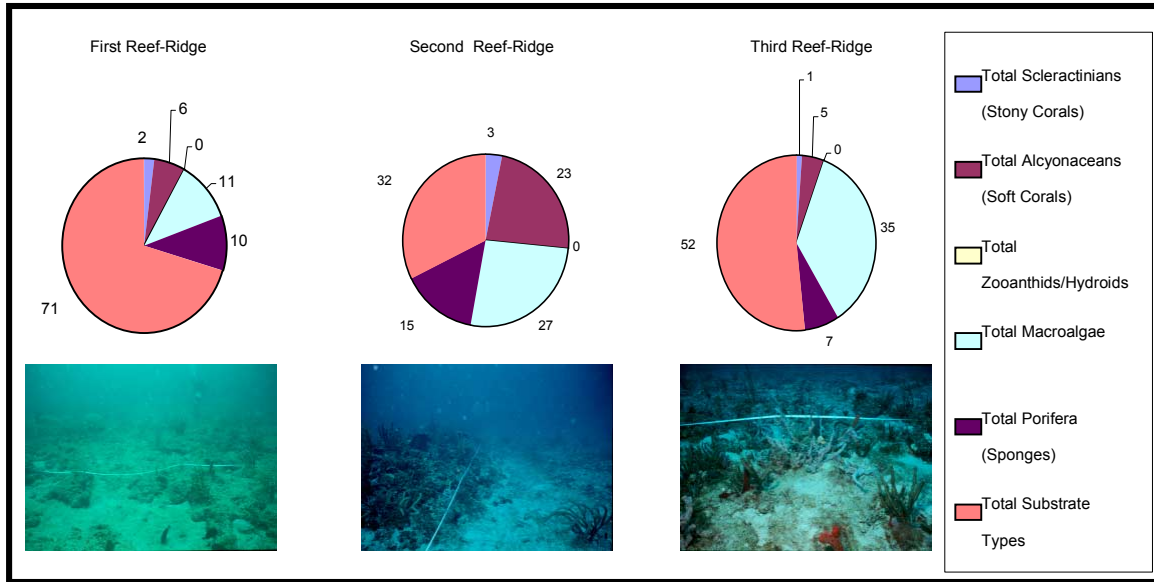 First Reef-Ridge
2
6
0
11
10
71
Second Reef-Ridge
3
23
0
27
15
32
Third Reef-Ridge
1
5
0
35
7
52
Total Scleractinians
(Stony Corals)
Total Alcyonaceans
(Soft Corals)
Total
Zooanthids/Hydroids
Total Macroalgae
Total Porifera
(Sponges)
Total Substrate
Types